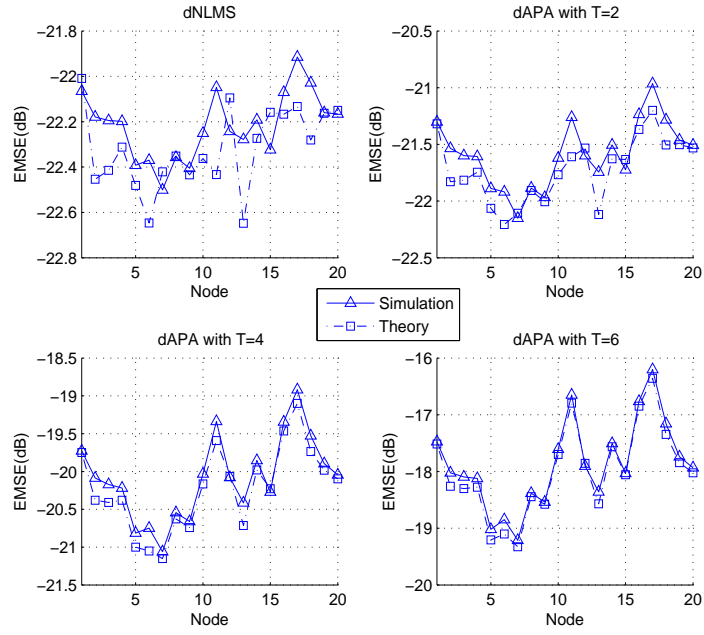 dNLMS
−21.8
−22
−22.2
−22.4
−22.6
−22.8
EMSE(dB)
5
10
15
20
Node
dAPA with T=2
−21
−21.5
−22
−22.5
EMSE(dB)
5
10
15
20
Node
Simulation
Theory
dAPA with T=4
−18.5
−19
−19.5
−20
−20.5
−21
−21.5
EMSE(dB)
5
10
15
20
Node
dAPA with T=6
−16
−17
−18
−19
−20
EMSE(dB)
5
10
15
20
Node